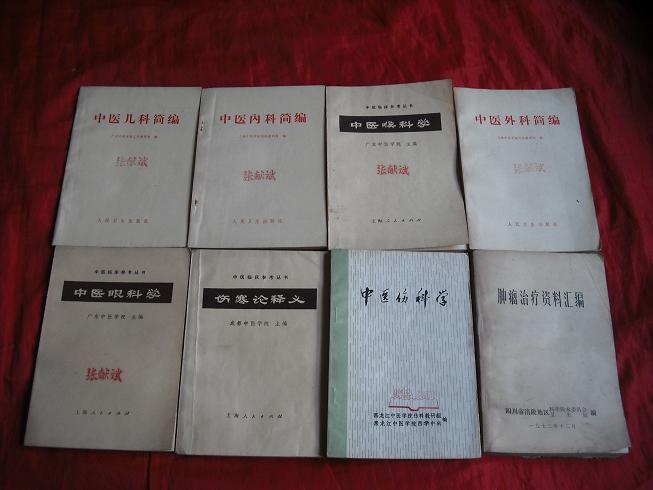 中医儿科简编
张献斌
人民卫生出版社
中医内科简编
张献斌
人民卫生出版社
中医临床参考丛书
中医喉科学
广东中医学院 主编
张献斌
上海人民出版社
中医外科简编
张献斌
人民卫生出版社
中医临床参考丛书
中医眼科学
广东中医学院 主编
张献斌
上海人民出版社
中医临床参考丛书
伤寒论释义
成都中医学院 主编
上海人民出版社
中医伤科学
黑龙江中医学院伤科教研组
黑龙江中医学院西学中班
编
肿瘤治疗资料汇编
四川省涪陵地区
编
一九七二年十二月